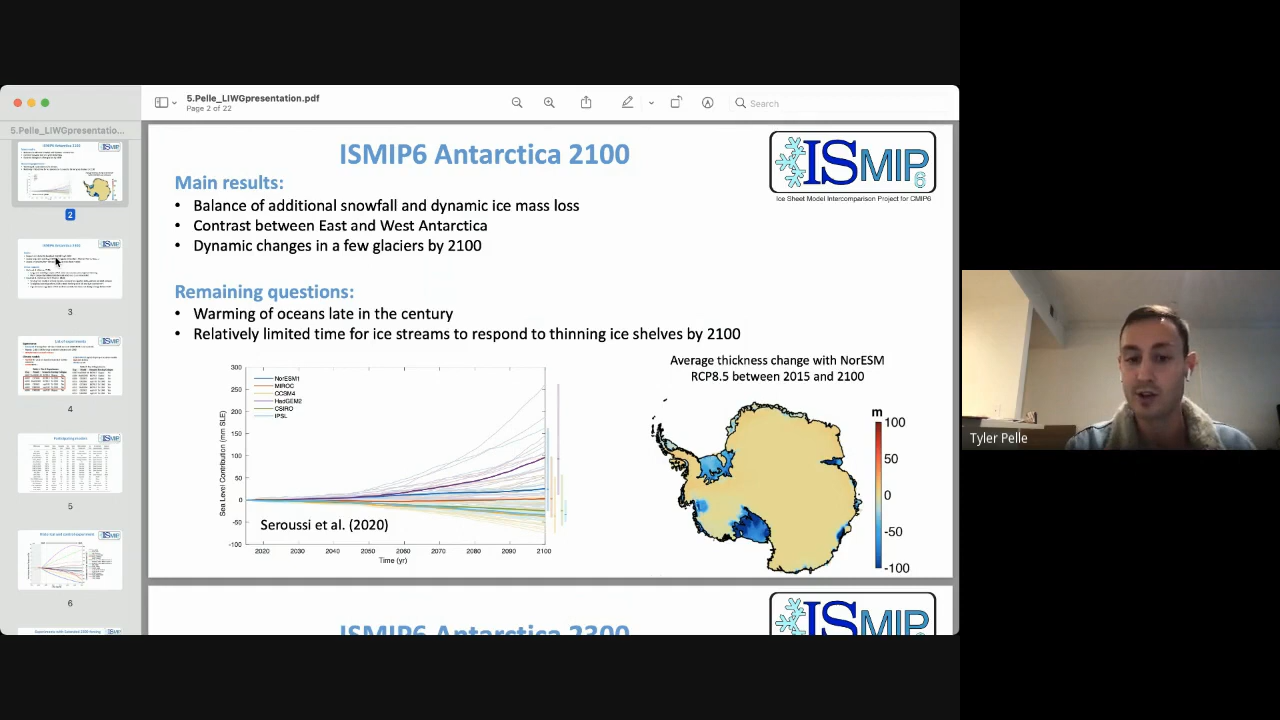 5.Pelle_LIWGpresentation.pdf
Page 2 of 22
Search
5.Pelle_LIWGpresentatio...
2
3
4
5
6
ISMIP6 Antarctica 2100
ISMIP6
Ice Sheet Model Intercomparison Project for CMIP6
Main results:
• Balance of additional snowfall and dynamic ice mass loss
• Contrast between East and West Antarctica
• Dynamic changes in a few glaciers by 2100
Remaining questions:
• Warming of oceans late in the century
• Relatively limited time for ice streams to respond to thinning ice shelves by 2100
300
250
200
150
100
50
0
-50
-100
Sea Level Contribution (mm SLE)
NorESM1
MIROC
CCSM4
HadGEM2
CSIRO
IPSL
Seroussi et al. (2020)
2020 2030 2040 2050 2060 2070 2080 2090 2100
Time (yr)
Average thickness change with NorESM
RCP8.5 between 2015 and 2100
m
100
50
0
-50
-100
ISMIP6 Antarctica 2300
ISMIP
Tyler Pelle